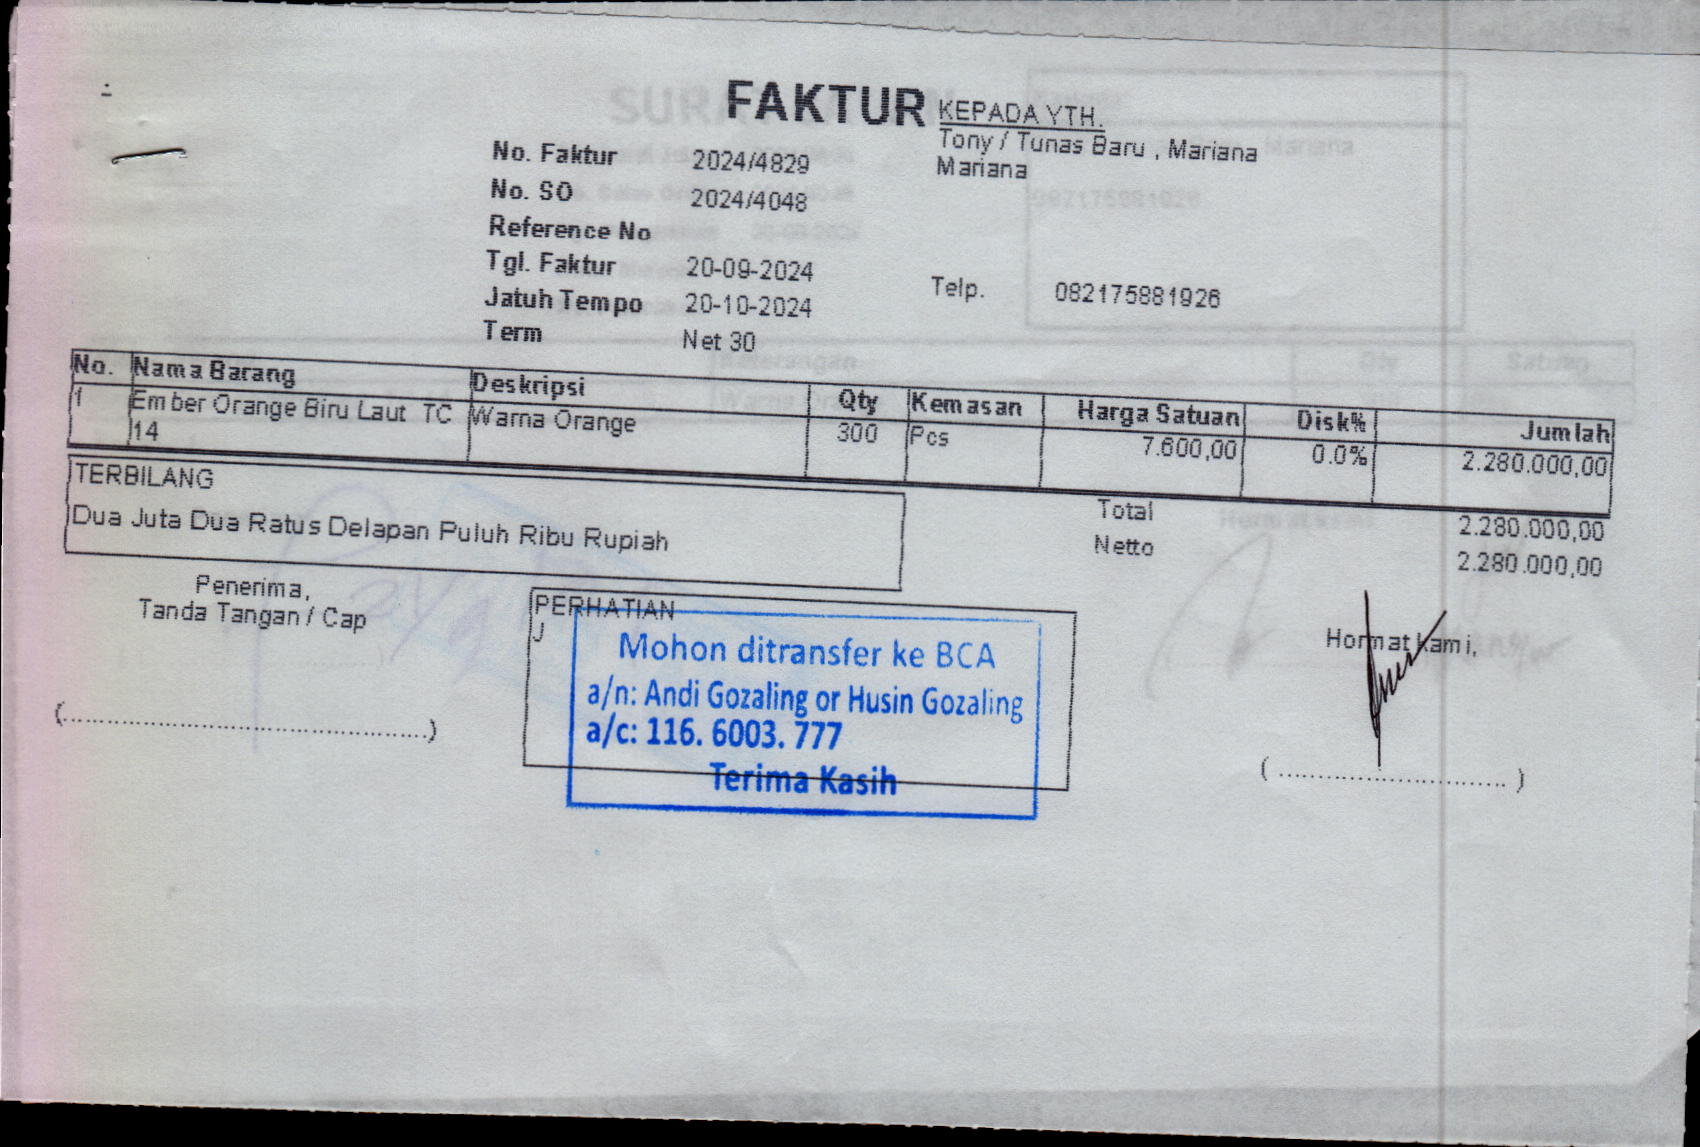 FAKTUR
KEPADA YTH.
Tony / Tunas Baru , Mariana
Mariana
No. Faktur 2024/4829
No. SO 2024/4048
Reference No
Tgl. Faktur 20-09-2024
Jatuh Tempo 20-10-2024
Term Net 30
Telp. 082175881926
No. Nama Barang Deskripsi Qty Kemasan Harga Satuan Disk% Jumlah
1 Ember Orange Biru Laut TC Warna Orange 300 Pcs 7.600,00 0.0% 2.280.000,00
14
TERBILANG
Dua Juta Dua Ratus Delapan Puluh Ribu Rupiah
Total 2.280.000,00
Netto 2.280.000,00
Penerima,
Tanda Tangan / Cap
(..........................................)
PERHATIAN
J
Mohon ditransfer ke BCA
a/n: Andi Gozaling or Husin Gozaling
a/c: 116. 6003. 777
Terima Kasih
Hormat kami,
( ................................ )